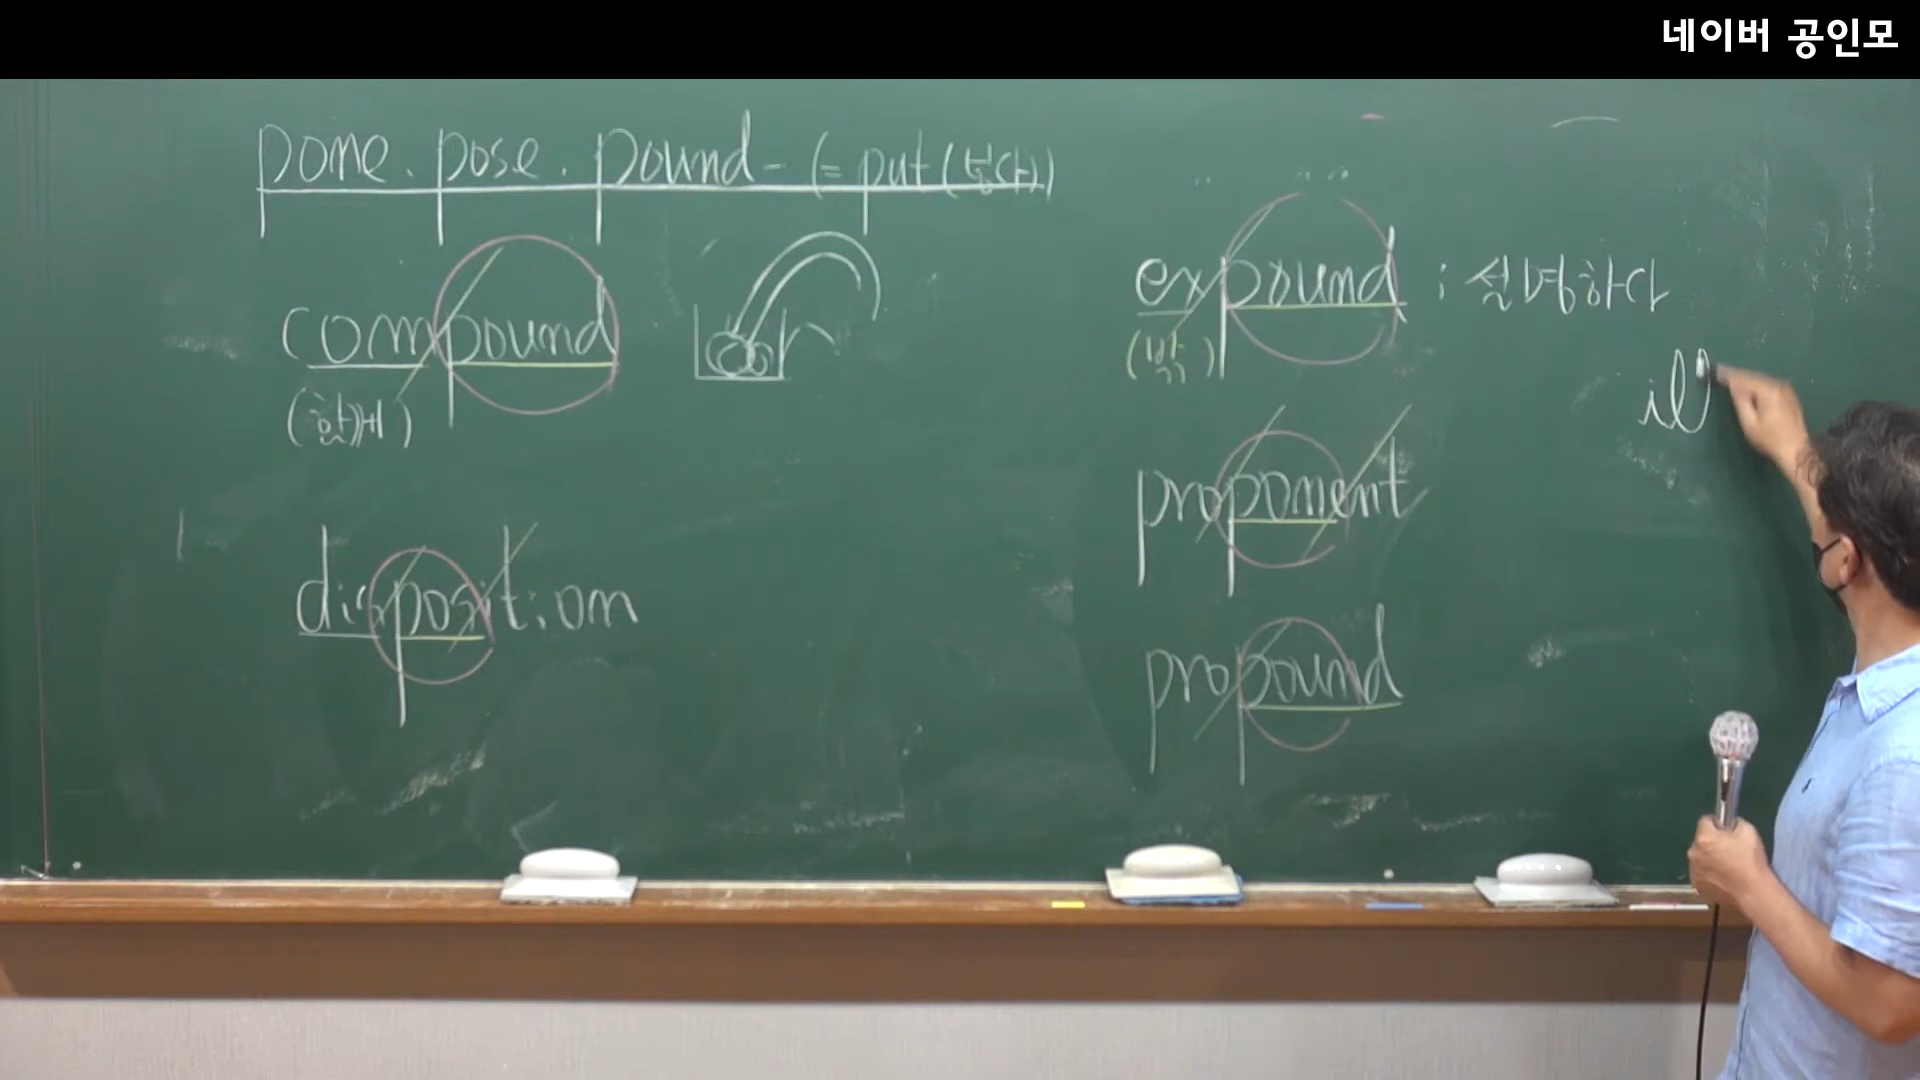 네이버 공인모
pone. pose. pound- (= put (놓다))
compound
(함께)
disposition
expound : 설명하다
(밖)
il
proponent
propound